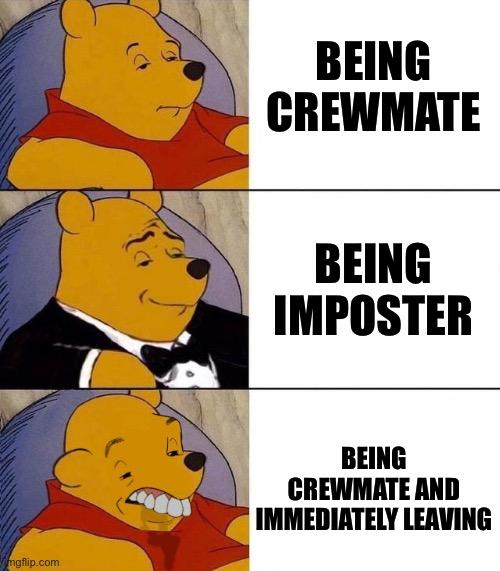 BEING
CREWMATE
BEING
IMPOSTER
BEING
CREWMATE AND
IMMEDIATELY LEAVING
imgflip.com